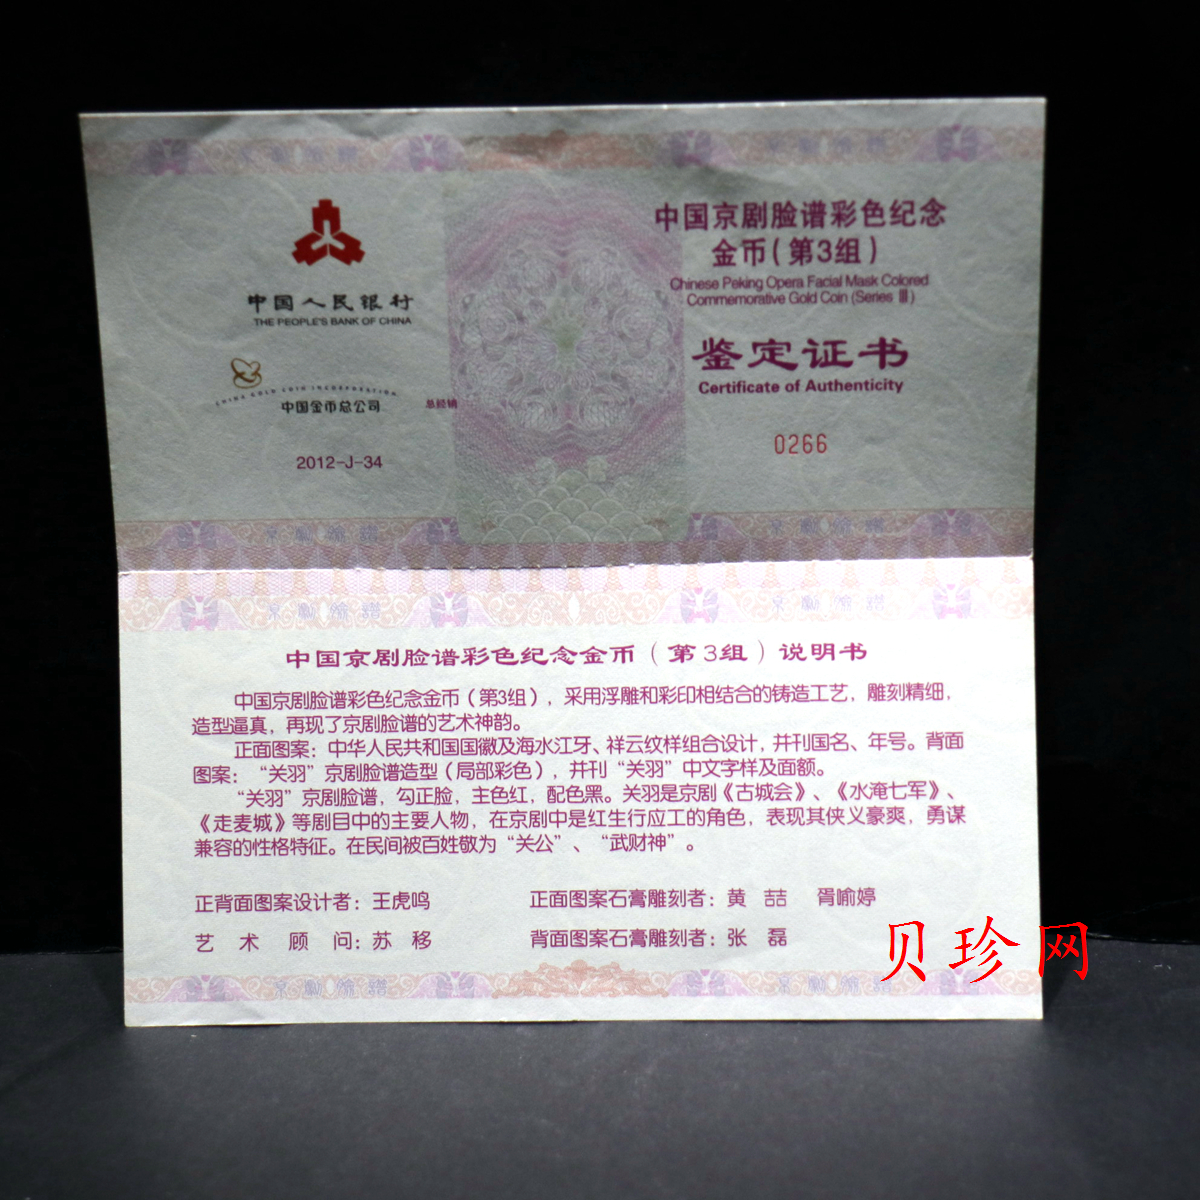 中国人民银行
THE PEOPLE'S BANK OF CHINA
CHINA GOLD COIN INCORPORATION
中国金币总公司
总经销
2012-J-34
中国京剧脸谱彩色纪念
金币(第3组)
Chinese Peking Opera Facial Mask Colored
Commemorative Gold Coin (Series Ⅲ)
鉴定证书
Certificate of Authenticity
0266
京剧脸谱
京剧脸谱
中国京剧脸谱彩色纪念金币(第3组)说明书
中国京剧脸谱彩色纪念金币(第3组),采用浮雕和彩印相结合的铸造工艺,雕刻精细,
造型逼真,再现了京剧脸谱的艺术神韵。
正面图案:中华人民共和国国徽及海水江牙、祥云纹样组合设计,并刊国名、年号。背面
图案:“关羽”京剧脸谱造型(局部彩色),并刊“关羽”中文字样及面额。
“关羽”京剧脸谱,勾正脸,主色红,配色黑。关羽是京剧《古城会》、《水淹七军》、
《走麦城》等剧目中的主要人物,在京剧中是红生行应工的角色,表现其侠义豪爽,勇谋
兼容的性格特征。在民间被百姓敬为“关公”、“武财神”。
正背面图案设计者:王虎鸣
正面图案石膏雕刻者:黄 喆 胥喻婷
艺术顾问:苏 移
背面图案石膏雕刻者:张 磊
京剧脸谱
京剧脸谱
贝珍网